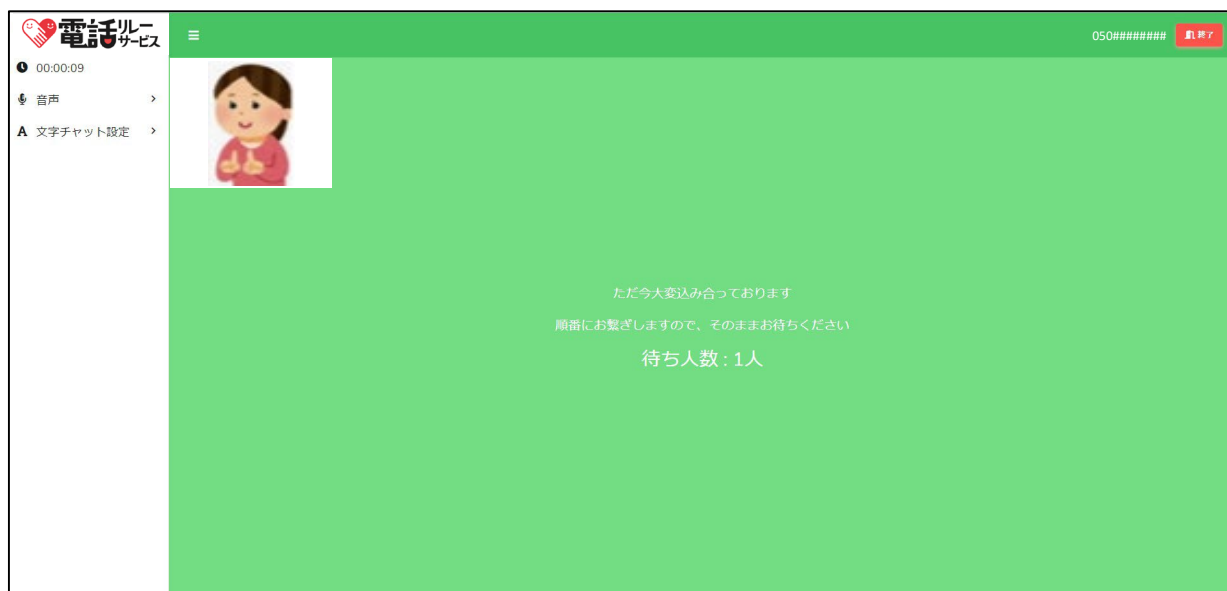 電話リレーサービス
050########
終了
00:00:09
音声
文字チャット設定
ただ今大変込み合っております
順番にお繋ぎしますので、そのままお待ちください
待ち人数 : 1人